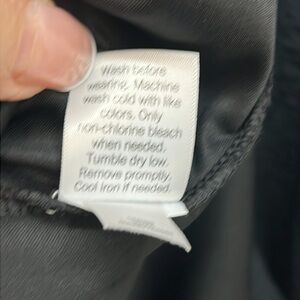 Wash before
wearing. Machine
wash cold with like
colors. Only
non-chlorine bleach
when needed.
Tumble dry low.
Remove promptly.
Cool iron if needed.